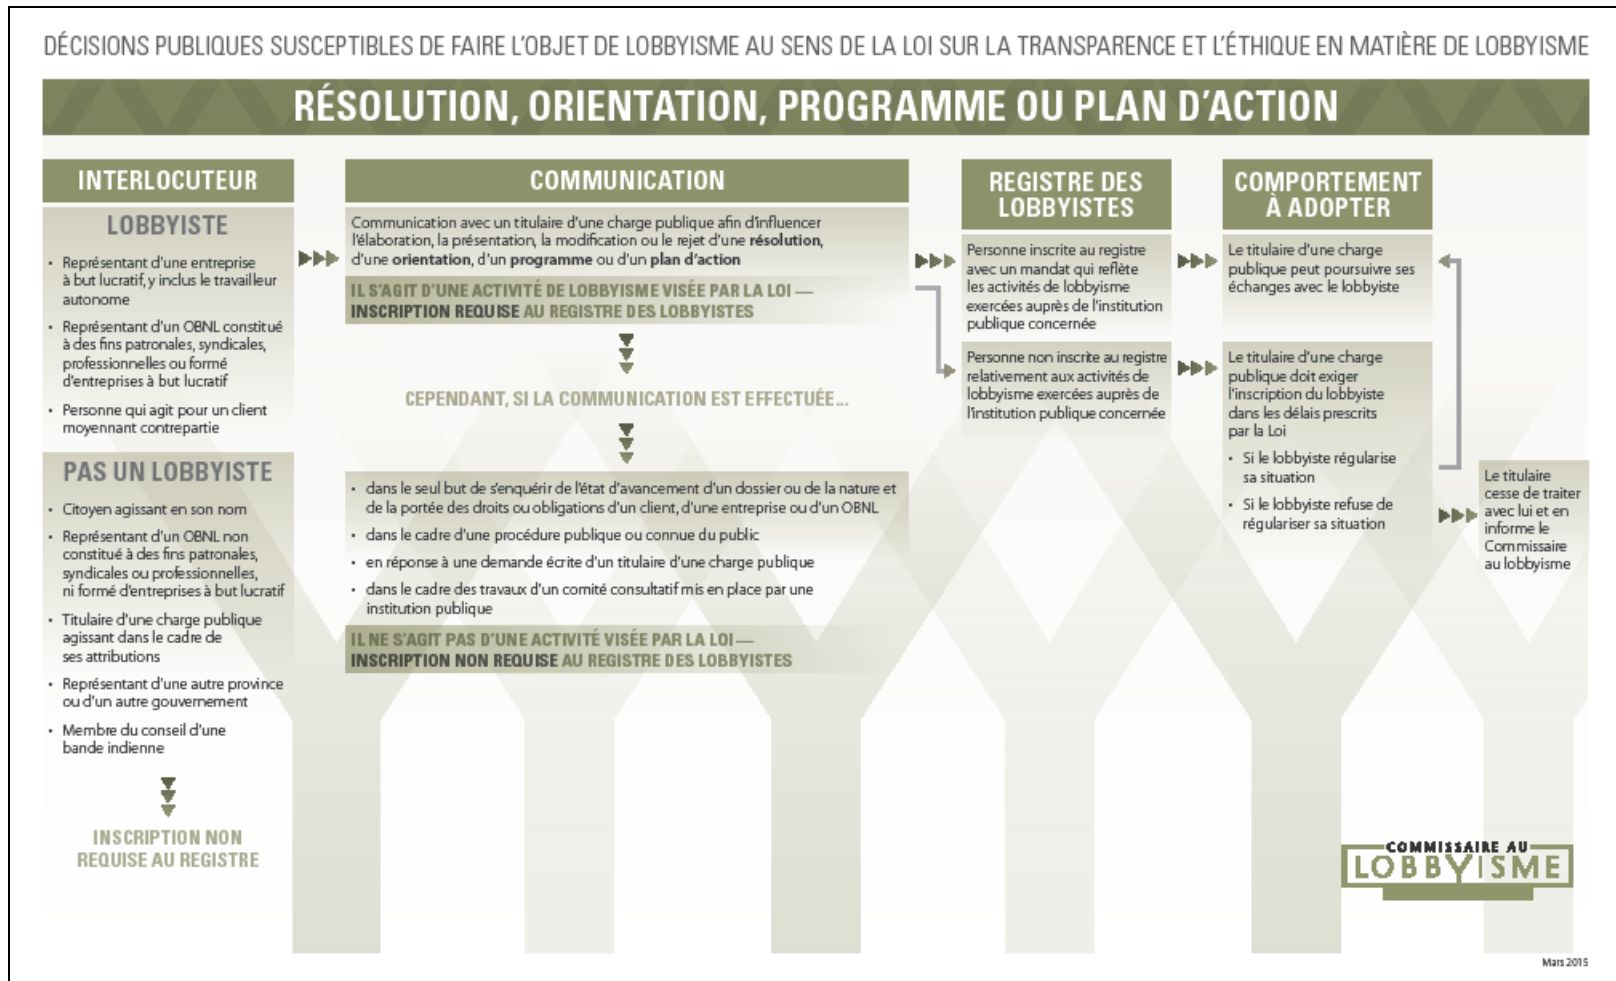 DÉCISIONS PUBLIQUES SUSCEPTIBLES DE FAIRE L'OBJET DE LOBBYISME AU SENS DE LA LOI SUR LA TRANSPARENCE ET L'ÉTHIQUE EN MATIÈRE DE LOBBYISME
RÉSOLUTION, ORIENTATION, PROGRAMME OU PLAN D'ACTION
INTERLOCUTEUR
LOBBYISTE
• Représentant d'une entreprise
à but lucratif, y inclus le travailleur
autonome
• Représentant d'un OBNL constitué
à des fins patronales, syndicales,
professionnelles ou formé
d'entreprises à but lucratif
• Personne qui agit pour un client
moyennant contrepartie
PAS UN LOBBYISTE
• Citoyen agissant en son nom
• Représentant d'un OBNL non
constitué à des fins patronales,
syndicales ou professionnelles,
ni formé d'entreprises à but lucratif
• Titulaire d'une charge publique
agissant dans le cadre de
ses attributions
• Représentant d'une autre province
ou d'un autre gouvernement
• Membre du conseil d'une
bande indienne
INSCRIPTION NON
REQUISE AU REGISTRE
COMMUNICATION
Communication avec un titulaire d'une charge publique afin d'influencer
l'élaboration, la présentation, la modification ou le rejet d'une résolution,
d'une orientation, d'un programme ou d'un plan d'action
IL S'AGIT D'UNE ACTIVITÉ DE LOBBYISME VISÉE PAR LA LOI —
INSCRIPTION REQUISE AU REGISTRE DES LOBBYISTES
CEPENDANT, SI LA COMMUNICATION EST EFFECTUÉE...
• dans le seul but de s'enquérir de l'état d'avancement d'un dossier ou de la nature et
de la portée des droits ou obligations d'un client, d'une entreprise ou d'un OBNL
• dans le cadre d'une procédure publique ou connue du public
• en réponse à une demande écrite d'un titulaire d'une charge publique
• dans le cadre des travaux d'un comité consultatif mis en place par une
institution publique
IL NE S'AGIT PAS D'UNE ACTIVITÉ VISÉE PAR LA LOI —
INSCRIPTION NON REQUISE AU REGISTRE DES LOBBYISTES
REGISTRE DES
LOBBYISTES
Personne inscrite au registre
avec un mandat qui reflète
les activités de lobbyisme
exercées auprès de l'institution
publique concernée
Personne non inscrite au registre
relativement aux activités de
lobbyisme exercées auprès de
l'institution publique concernée
COMPORTEMENT
À ADOPTER
Le titulaire d'une charge
publique peut poursuivre ses
échanges avec le lobbyiste
Le titulaire d'une charge
publique doit exiger
l'inscription du lobbyiste
dans les délais prescrits
par la Loi
• Si le lobbyiste régularise
sa situation
• Si le lobbyiste refuse de
régulariser sa situation
Le titulaire
cesse de traiter
avec lui et en
informe le
Commissaire
au lobbyisme
COMMISSAIRE AU
LOBBYISME
Mars 2015